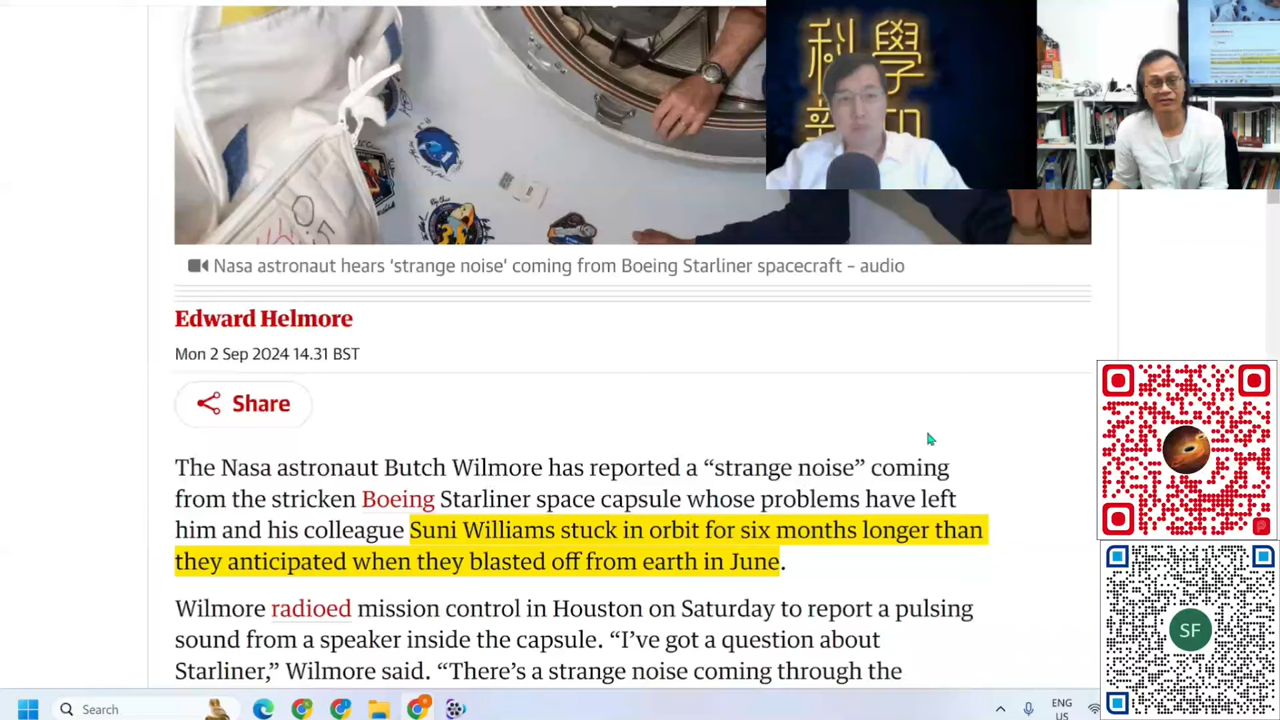 科學
Nasa astronaut hears 'strange noise' coming from Boeing Starliner spacecraft – audio
Edward Helmore
Mon 2 Sep 2024 14.31 BST
Share
The Nasa astronaut Butch Wilmore has reported a “strange noise” coming
from the stricken Boeing Starliner space capsule whose problems have left
him and his colleague Suni Williams stuck in orbit for six months longer than
they anticipated when they blasted off from earth in June.
Wilmore radioed mission control in Houston on Saturday to report a pulsing
sound from a speaker inside the capsule. “I’ve got a question about
Starliner,” Wilmore said. “There’s a strange noise coming through the
SF
Search
ENG
US